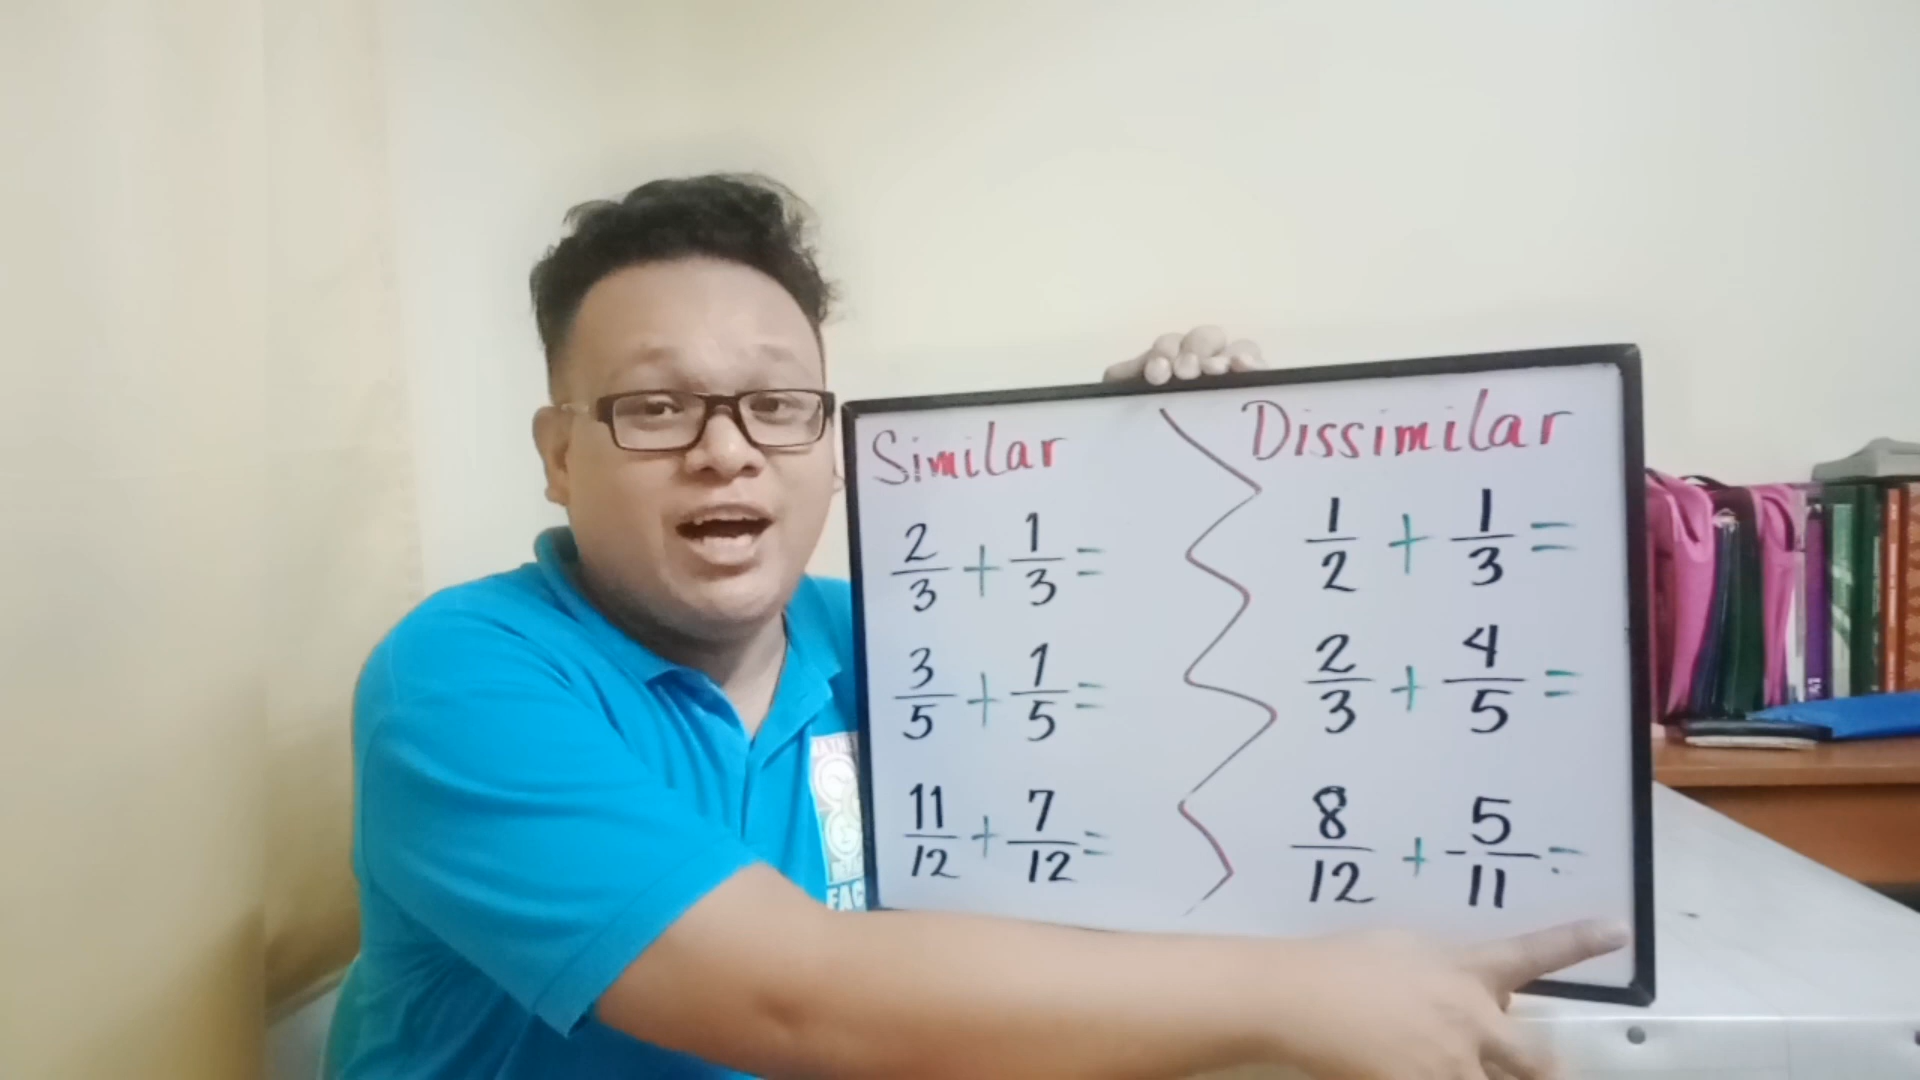 Similar
2/3 + 1/3 =
3/5 + 1/5 =
11/12 + 7/12 =
Dissimilar
1/2 + 1/3 =
2/3 + 4/5 =
8/12 + 5/11 =